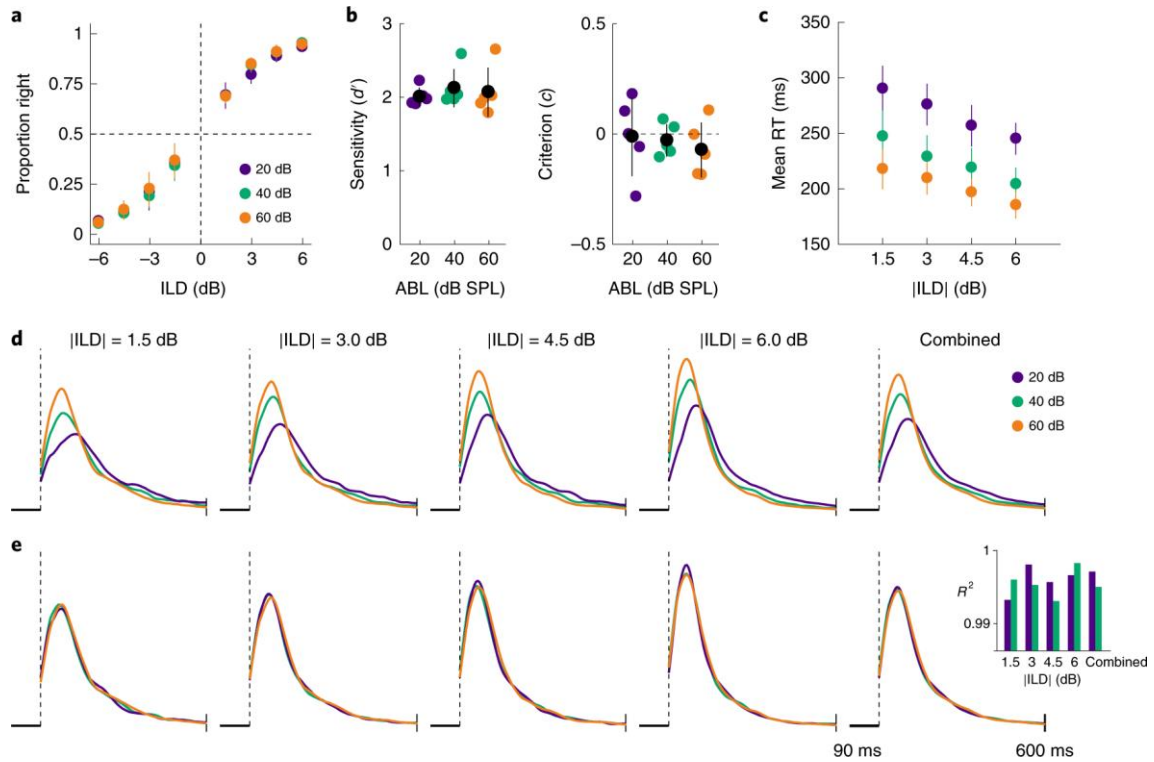 a
1
0.75
0.5
0.25
0
Proportion right
20 dB
40 dB
60 dB
−6
−3
0
3
6
ILD (dB)
b
3
2
1
0
Sensitivity (d′)
20
40
60
ABL (dB SPL)
0.5
0
−0.5
Criterion (c)
20
40
60
ABL (dB SPL)
c
350
300
250
200
150
Mean RT (ms)
1.5
3
4.5
6
|ILD| (dB)
d
|ILD| = 1.5 dB
|ILD| = 3.0 dB
|ILD| = 4.5 dB
|ILD| = 6.0 dB
Combined
20 dB
40 dB
60 dB
e
1
R²
0.99
1.5 3 4.5 6 Combined
|ILD| (dB)
90 ms
600 ms